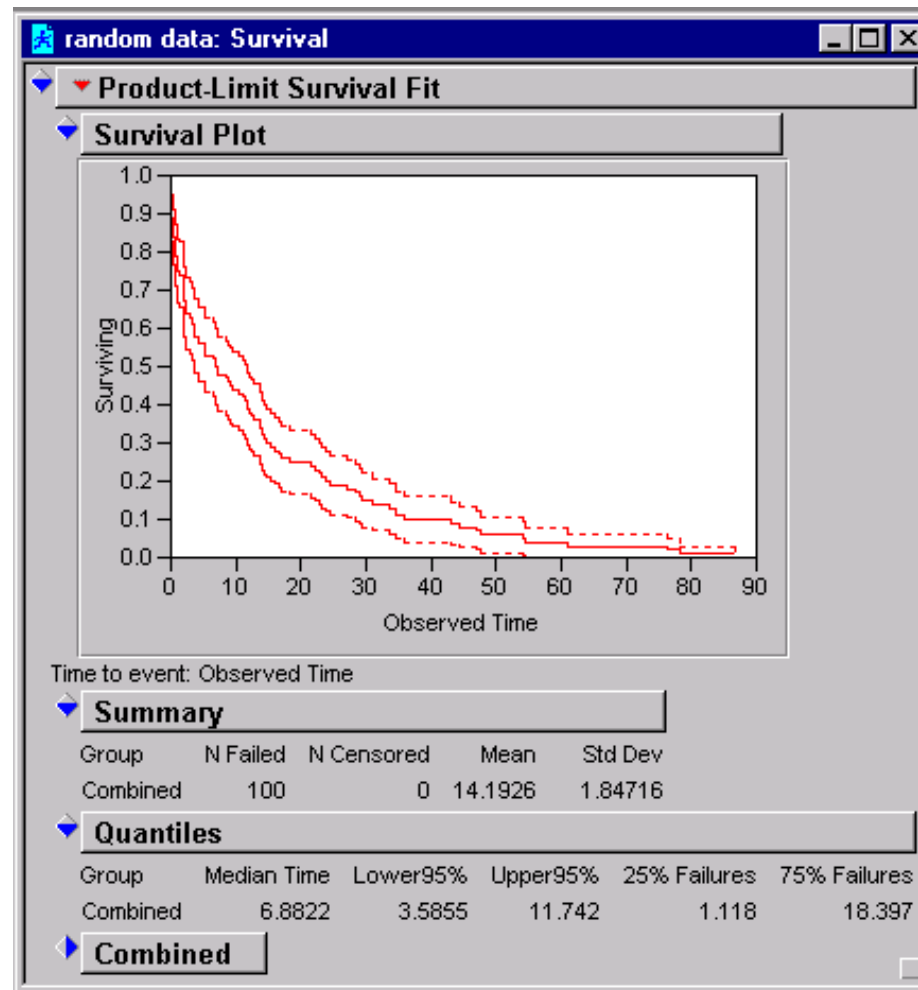 random data: Survival
Product-Limit Survival Fit
Survival Plot
1.0
0.9
0.8
0.7
0.6
0.5
0.4
0.3
0.2
0.1
0.0
Surviving
0 10 20 30 40 50 60 70 80 90
Observed Time
Time to event: Observed Time
Summary
Group N Failed N Censored Mean Std Dev
Combined 100 0 14.1926 1.84716
Quantiles
Group Median Time Lower95% Upper95% 25% Failures 75% Failures
Combined 6.8822 3.5855 11.742 1.118 18.397
Combined